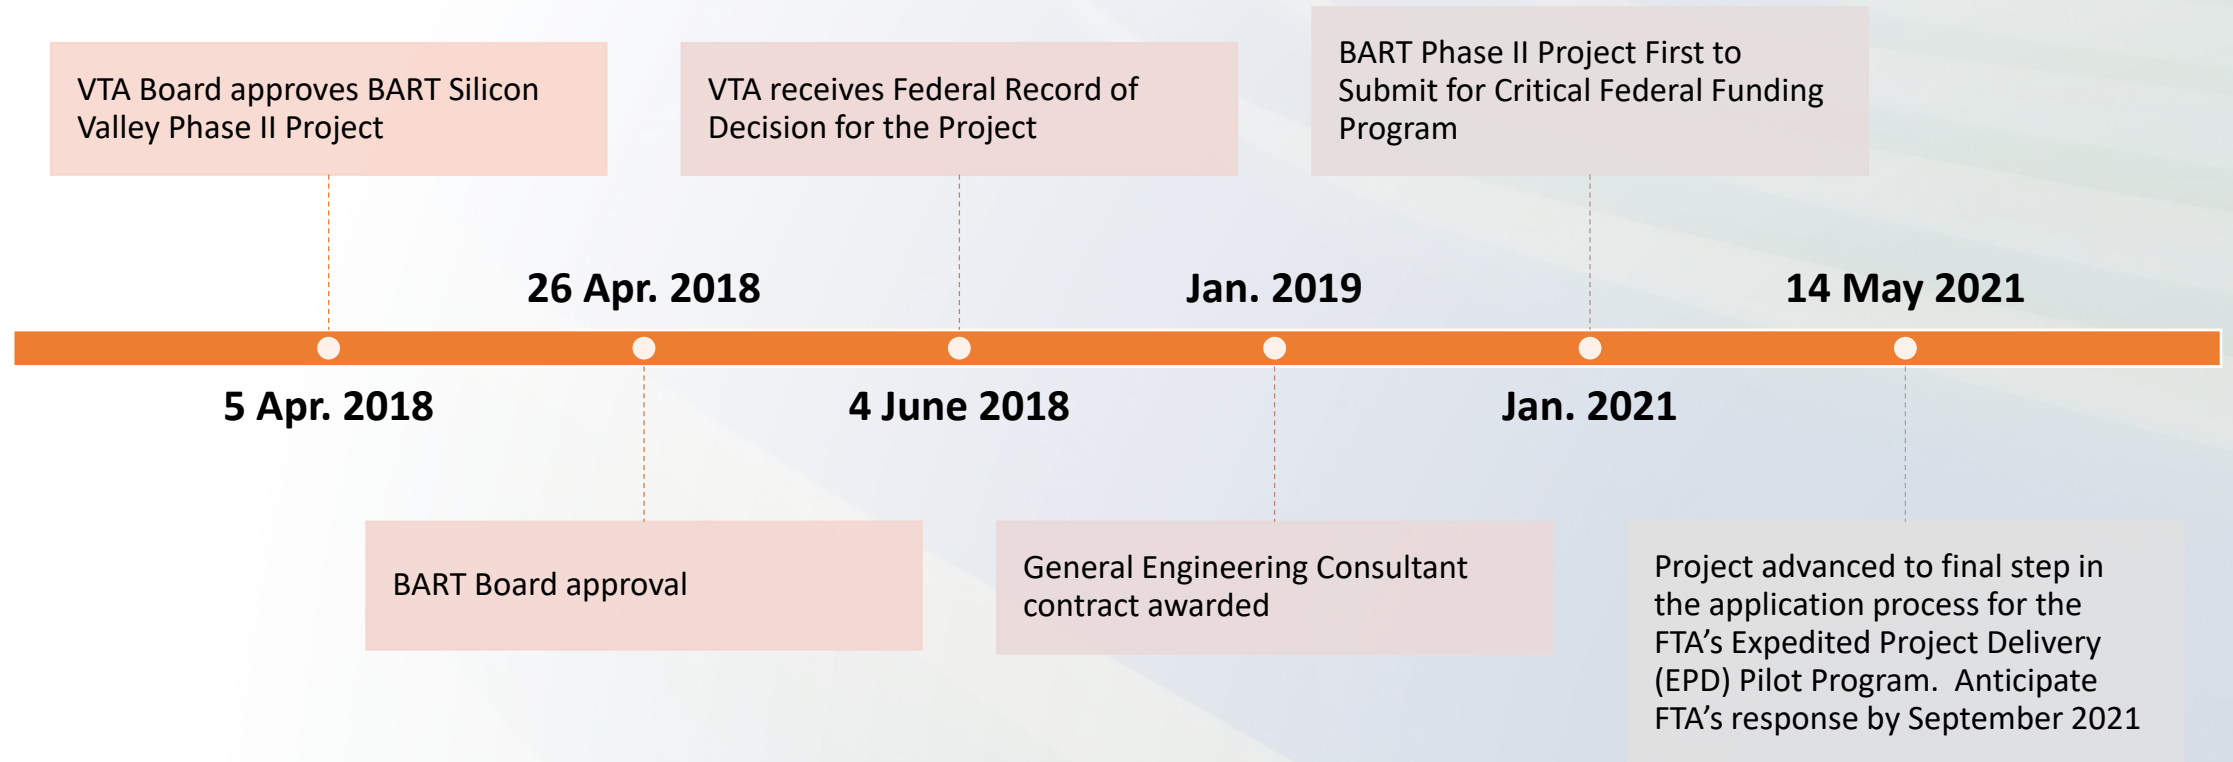 VTA Board approves BART Silicon
Valley Phase II Project
5 Apr. 2018
26 Apr. 2018
BART Board approval
VTA receives Federal Record of
Decision for the Project
4 June 2018
Jan. 2019
General Engineering Consultant
contract awarded
BART Phase II Project First to
Submit for Critical Federal Funding
Program
Jan. 2021
14 May 2021
Project advanced to final step in
the application process for the
FTA’s Expedited Project Delivery
(EPD) Pilot Program.  Anticipate
FTA’s response by September 2021